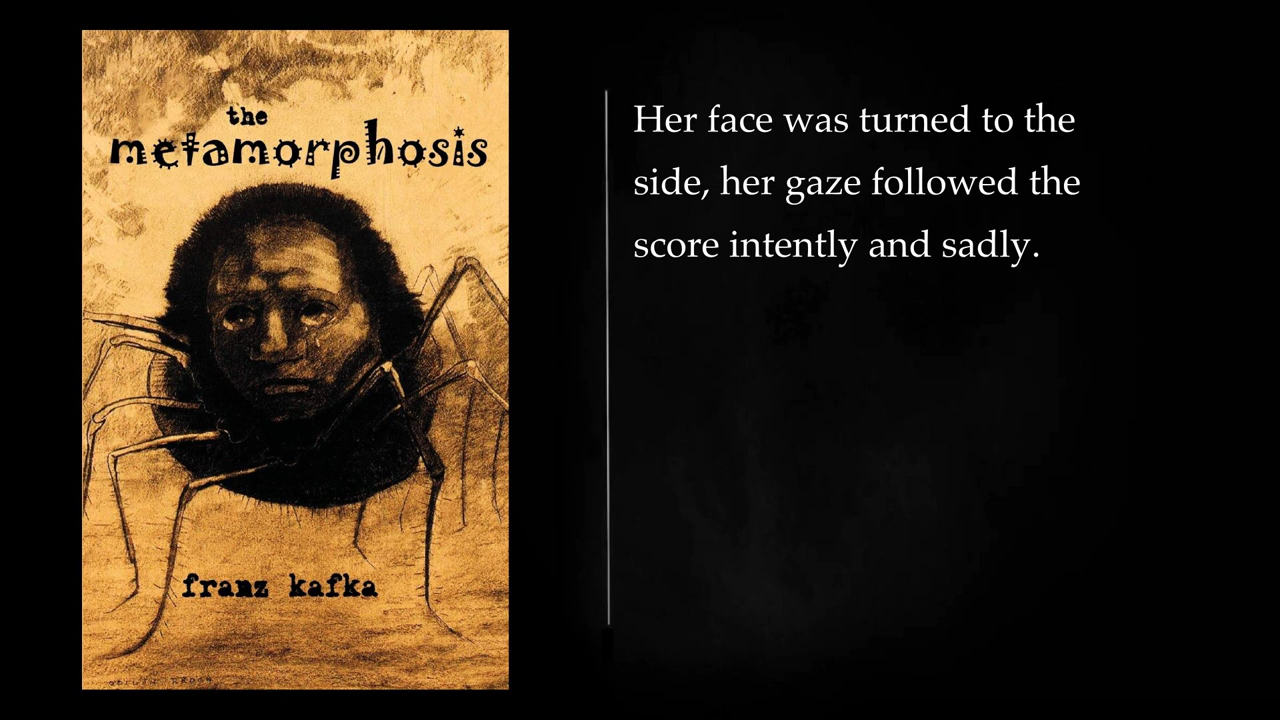 the
metamorphosis
franz kafka
Her face was turned to the
side, her gaze followed the
score intently and sadly.